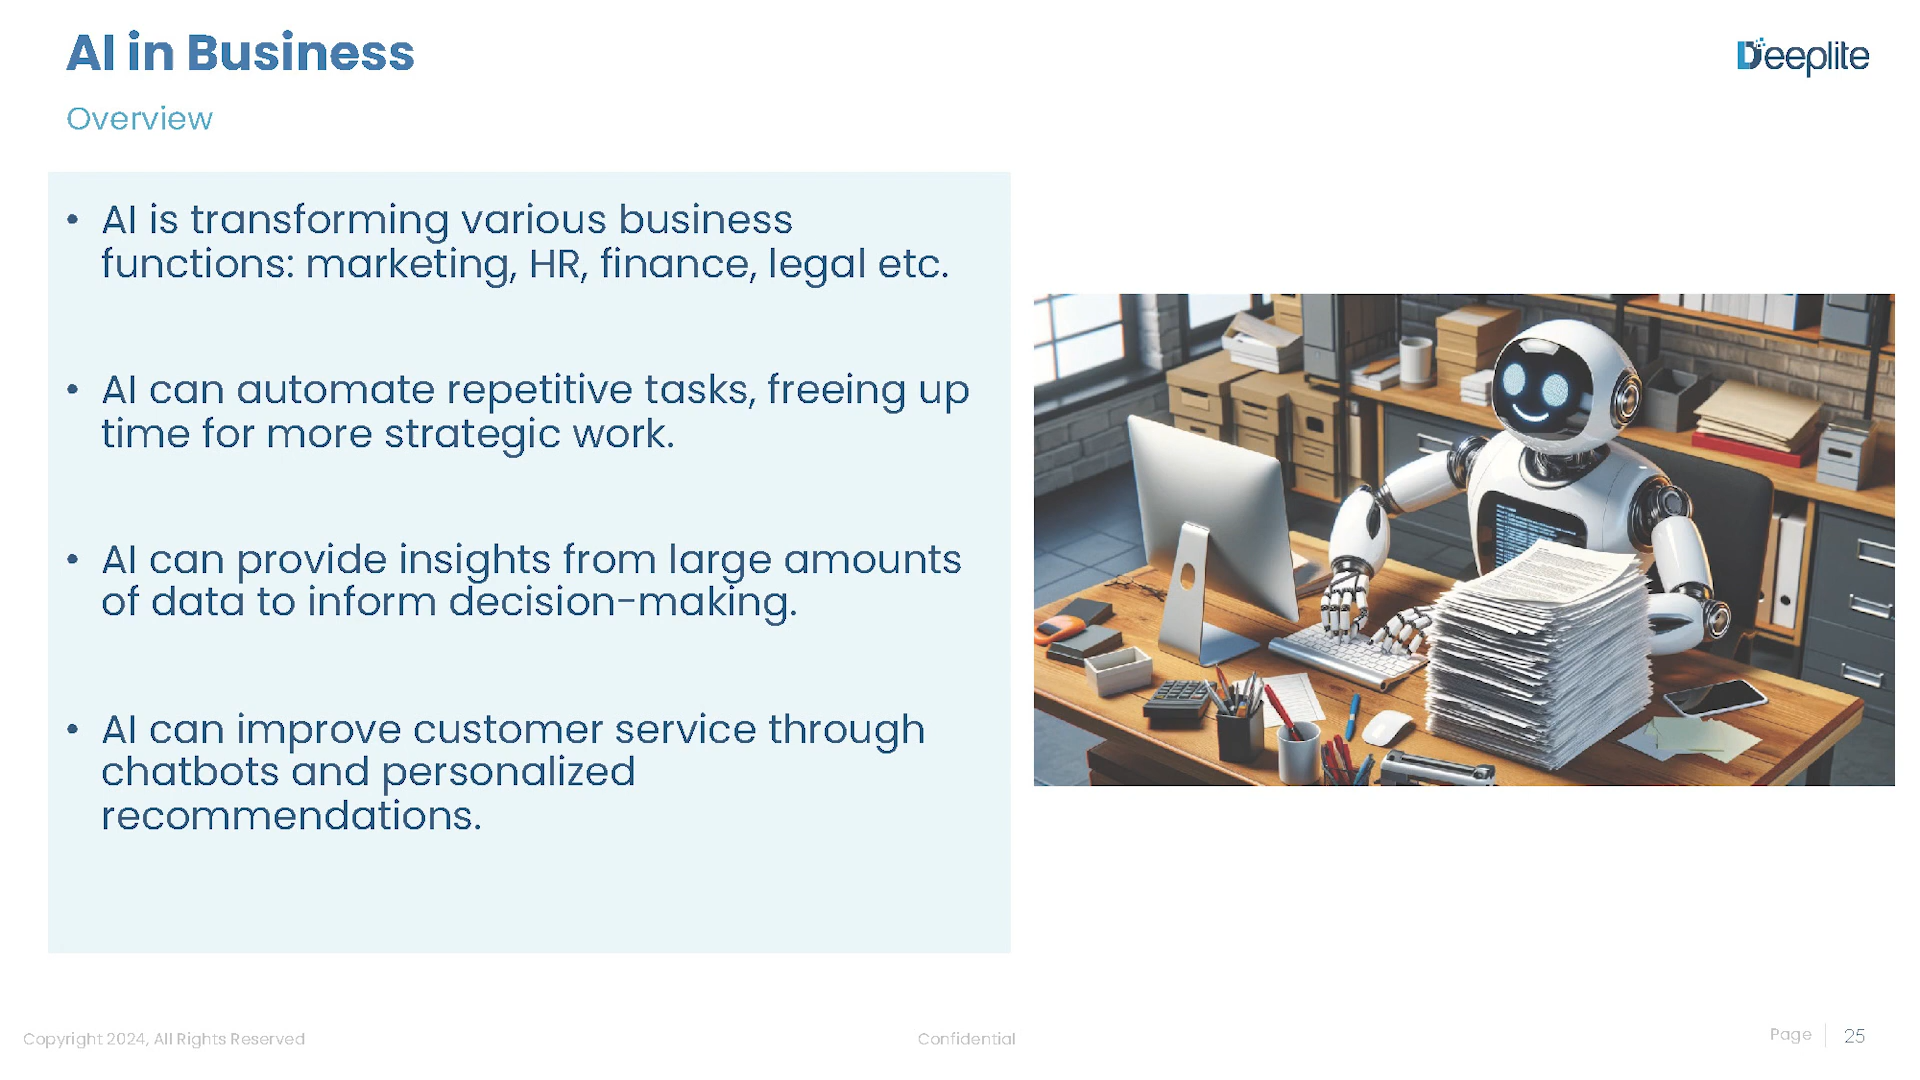 AI in Business
Deeplite
Overview
• AI is transforming various business
functions: marketing, HR, finance, legal etc.
• AI can automate repetitive tasks, freeing up
time for more strategic work.
• AI can provide insights from large amounts
of data to inform decision-making.
• AI can improve customer service through
chatbots and personalized
recommendations.
Copyright 2024, All Rights Reserved
Confidential
Page 25